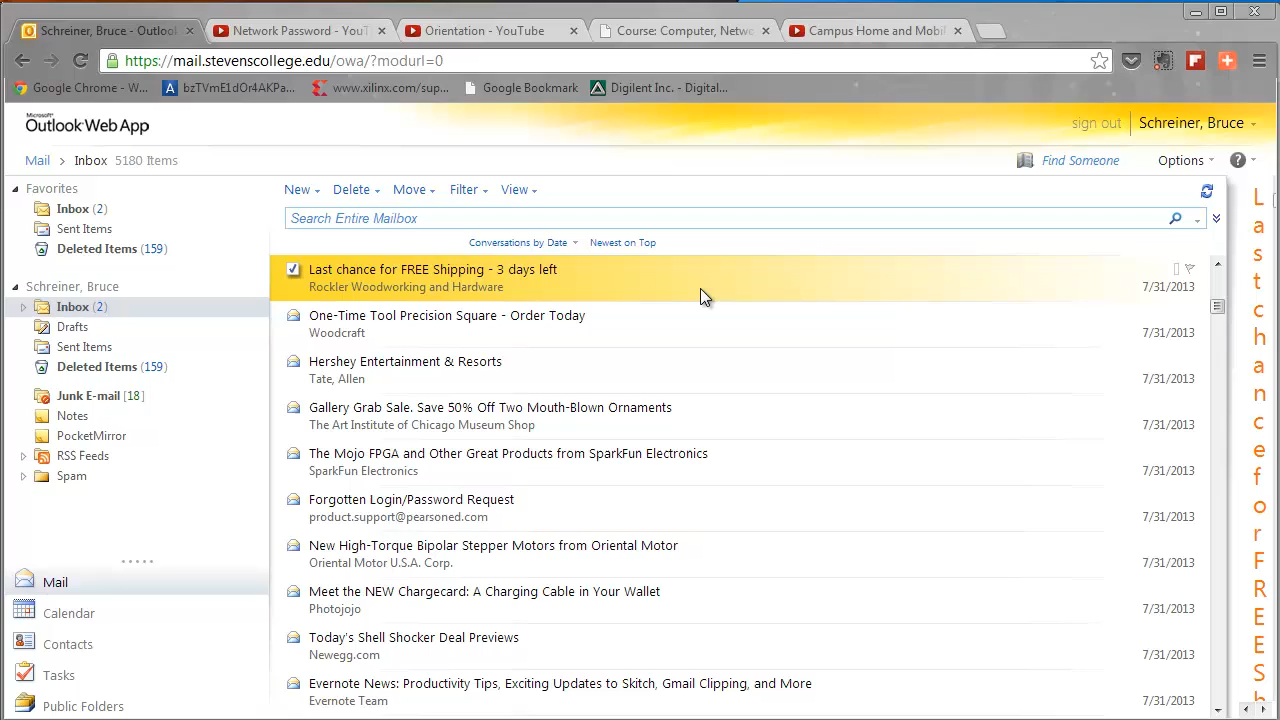 Schreiner, Bruce - Outlook
Network Password - YouT
Orientation - YouTube
Course: Computer, Netw
Campus Home and Mobil
https://mail.stevenscollege.edu/owa/?modurl=0
Google Chrome - W...
bzTVmE1dOr4AKPa...
www.xilinx.com/sup...
Google Bookmark
Digilent Inc. - Digital...
Microsoft
Outlook Web App
sign out
Schreiner, Bruce
Mail > Inbox 5180 Items
Find Someone
Options
Favorites
Inbox (2)
Sent Items
Deleted Items (159)
Schreiner, Bruce
Inbox (2)
Drafts
Sent Items
Deleted Items (159)
Junk E-mail [18]
Notes
PocketMirror
RSS Feeds
Spam
Mail
Calendar
Contacts
Tasks
Public Folders
New Delete Move Filter View
Search Entire Mailbox
Conversations by Date Newest on Top
Last chance for FREE Shipping - 3 days left
Rockler Woodworking and Hardware 7/31/2013
One-Time Tool Precision Square - Order Today
Woodcraft 7/31/2013
Hershey Entertainment & Resorts
Tate, Allen 7/31/2013
Gallery Grab Sale. Save 50% Off Two Mouth-Blown Ornaments
The Art Institute of Chicago Museum Shop 7/31/2013
The Mojo FPGA and Other Great Products from SparkFun Electronics
SparkFun Electronics 7/31/2013
Forgotten Login/Password Request
product.support@pearsoned.com 7/31/2013
New High-Torque Bipolar Stepper Motors from Oriental Motor
Oriental Motor U.S.A. Corp. 7/31/2013
Meet the NEW Chargecard: A Charging Cable in Your Wallet
Photojojo 7/31/2013
Today's Shell Shocker Deal Previews
Newegg.com 7/31/2013
Evernote News: Productivity Tips, Exciting Updates to Skitch, Gmail Clipping, and More
Evernote Team 7/31/2013
L
a
s
t
c
h
a
n
c
e
f
o
r
F
R
E
E
S
h